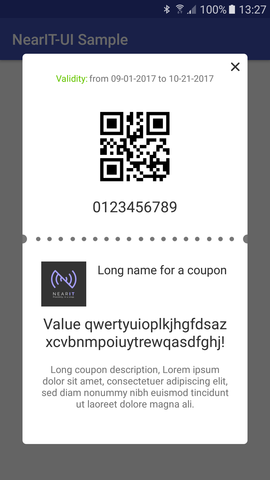 100% 13:27
NearIT-UI Sample
Validity: from 09-01-2017 to 10-21-2017
0123456789
NEARIT
Long name for a coupon
Value qwertyuioplkjhgfdsaz
xcvbnmpoiuytrewqasdfghj!
Long coupon description, Lorem ipsum
dolor sit amet, consectetuer adipiscing elit,
sed diam nonummy nibh euismod tincidunt
ut laoreet dolore magna ali.